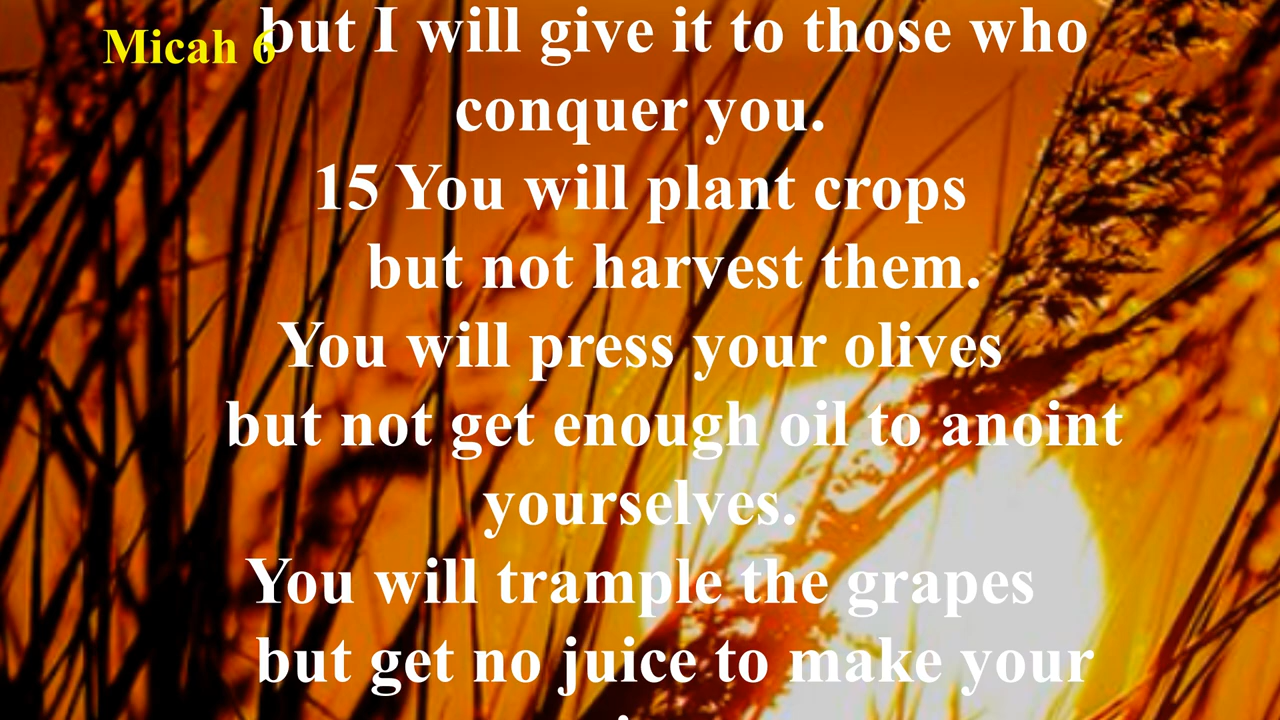 Micah 6
but I will give it to those who
conquer you.
15 You will plant crops
but not harvest them.
You will press your olives
but not get enough oil to anoint
yourselves.
You will trample the grapes
but get no juice to make your